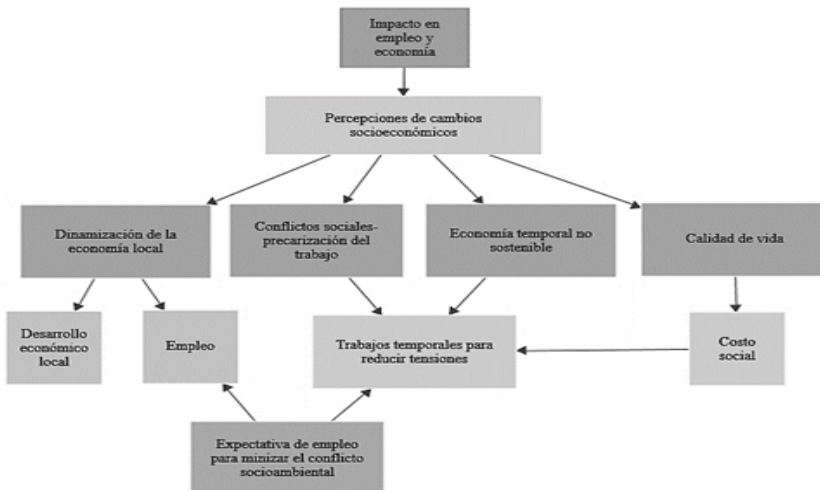 Impacto en
empleo y
economía
Percepciones de cambios
socioeconómicos
Dinamización de la
economía local
Conflictos sociales-
precarización del
trabajo
Economía temporal no
sostenible
Calidad de vida
Desarrollo
económico
local
Empleo
Trabajos temporales para
reducir tensiones
Costo
social
Expectativa de empleo
para minizar el conflicto
socioambiental